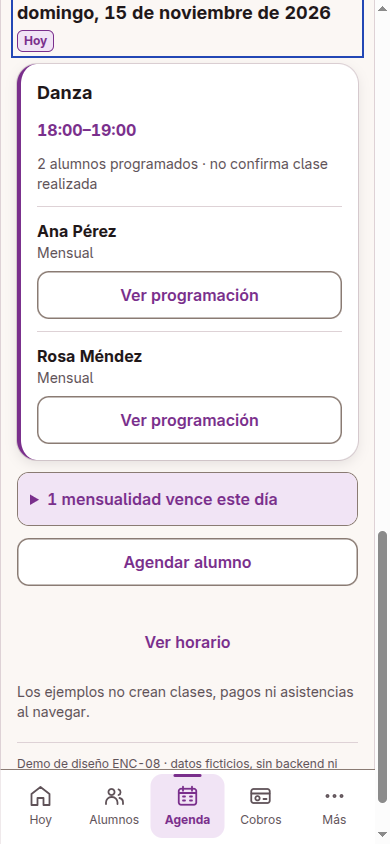 domingo, 15 de noviembre de 2026
Hoy
Danza
18:00–19:00
2 alumnos programados · no confirma clase
realizada
Ana Pérez
Mensual
Ver programación
Rosa Méndez
Mensual
Ver programación
1 mensualidad vence este día
Agendar alumno
Ver horario
Los ejemplos no crean clases, pagos ni asistencias
al navegar.
Demo de diseño ENC-08 · datos ficticios, sin backend ni
Hoy
Alumnos
Agenda
Cobros
Más